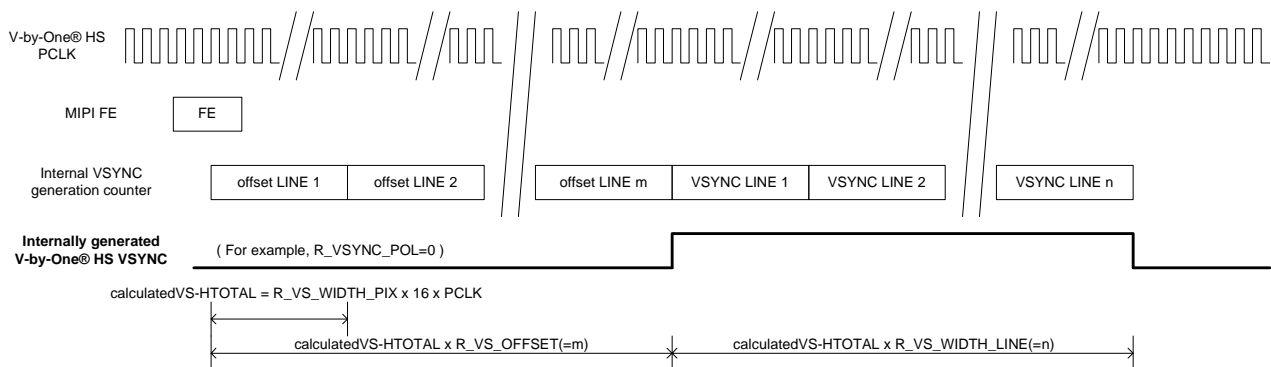 V-by-One® HS
PCLK
MIPI FE
FE
Internal VSYNC
generation counter
offset LINE 1
offset LINE 2
offset LINE m
VSYNC LINE 1
VSYNC LINE 2
VSYNC LINE n
Internally generated
V-by-One® HS VSYNC
( For example, R_VSYNC_POL=0 )
calculatedVS-HTOTAL = R_VS_WIDTH_PIX x 16 x PCLK
calculatedVS-HTOTAL x R_VS_OFFSET(=m)
calculatedVS-HTOTAL x R_VS_WIDTH_LINE(=n)